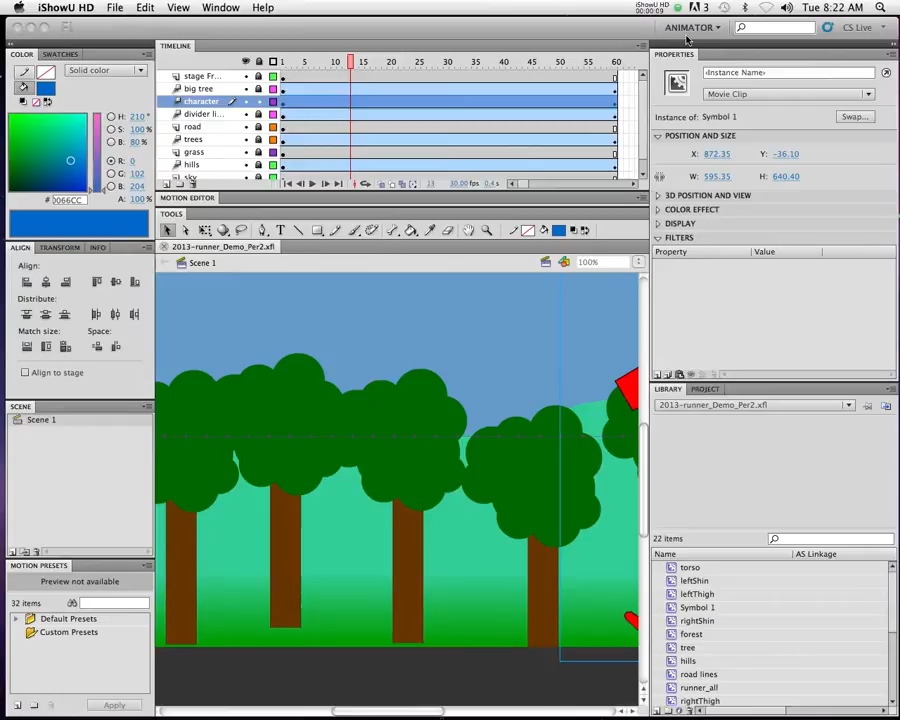 iShowU HD File Edit View Window Help iShowU HD 00:00:09 3 Tue 8:22 AM
Fl ANIMATOR CS Live
COLOR SWATCHES
Solid color
H: 210 °
S: 100 %
B: 80 %
R: 0
G: 102
B: 204
# 0066CC A: 100 %
ALIGN TRANSFORM INFO
Align:
Distribute:
Match size: Space:
Align to stage
SCENE
Scene 1
MOTION PRESETS
Preview not available
32 items
Default Presets
Custom Presets
Apply
TIMELINE
1 5 10 15 20 25 30 35 40 45 50 55 60
stage Fr...
big tree
character
divider li...
road
trees
grass
hills
sky
13 30.00 fps 0.4 s
MOTION EDITOR
TOOLS
2013-runner_Demo_Per2.xfl
Scene 1 100%
PROPERTIES
‹Instance Name›
Movie Clip
Instance of: Symbol 1 Swap...
POSITION AND SIZE
X: 872.35 Y: -36.10
W: 595.35 H: 640.40
3D POSITION AND VIEW
COLOR EFFECT
DISPLAY
FILTERS
Property Value
LIBRARY PROJECT
2013-runner_Demo_Per2.xfl
22 items
Name AS Linkage
torso
leftShin
leftThigh
Symbol 1
rightShin
forest
tree
hills
road lines
runner_all
rightThigh